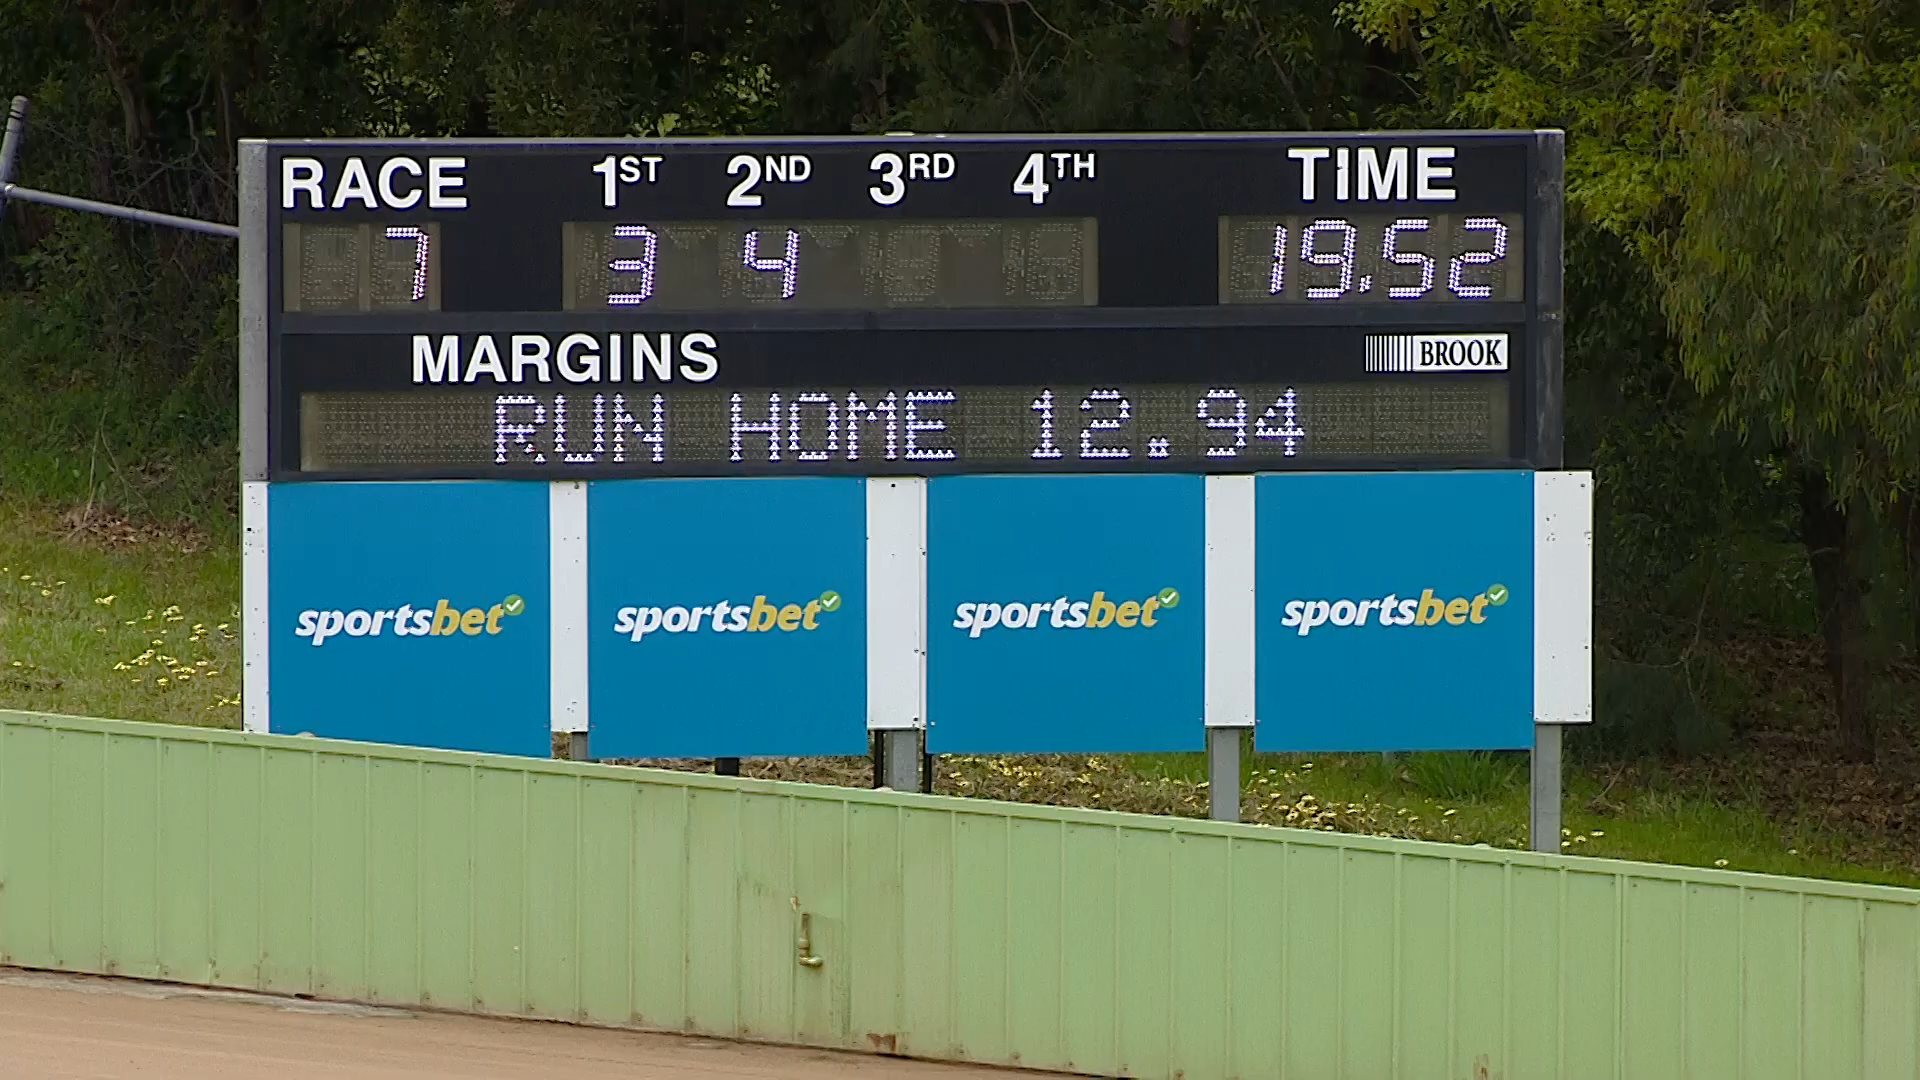 RACE 1ST 2ND 3RD 4TH TIME
7 3 4 19.52
MARGINS BROOK
RUN HOME 12.94
sportsbet sportsbet sportsbet sportsbet